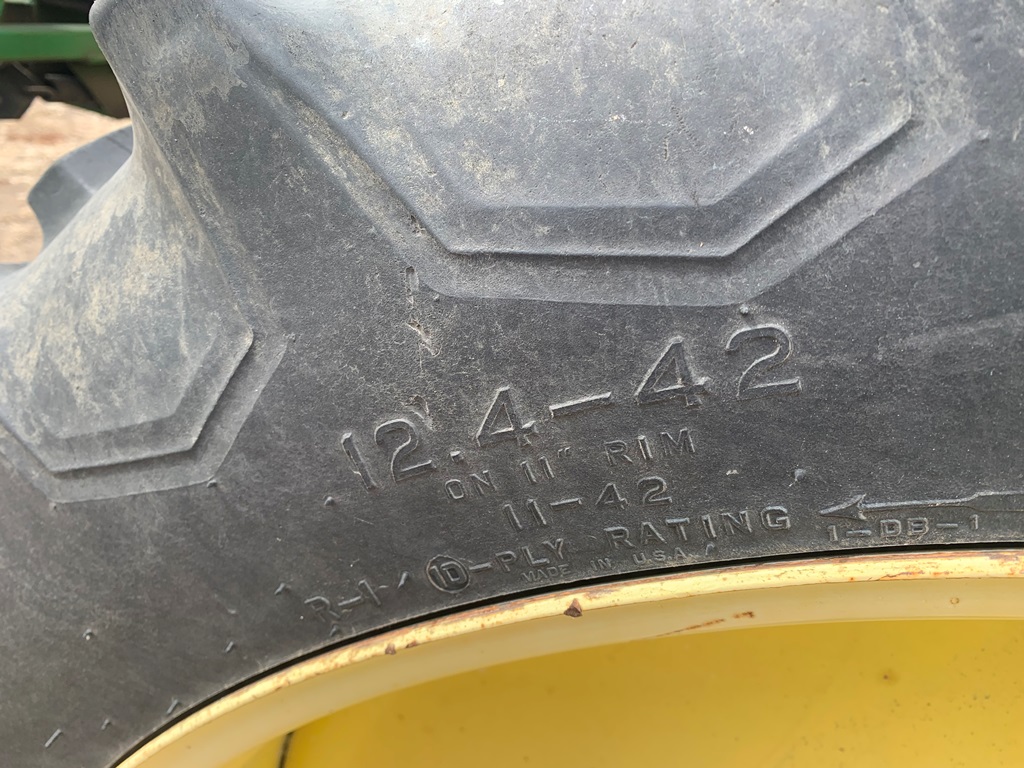 12.4-42
ON 11" RIM
11-42
R-1 10-PLY RATING
MADE IN U.S.A.
1-DB-1